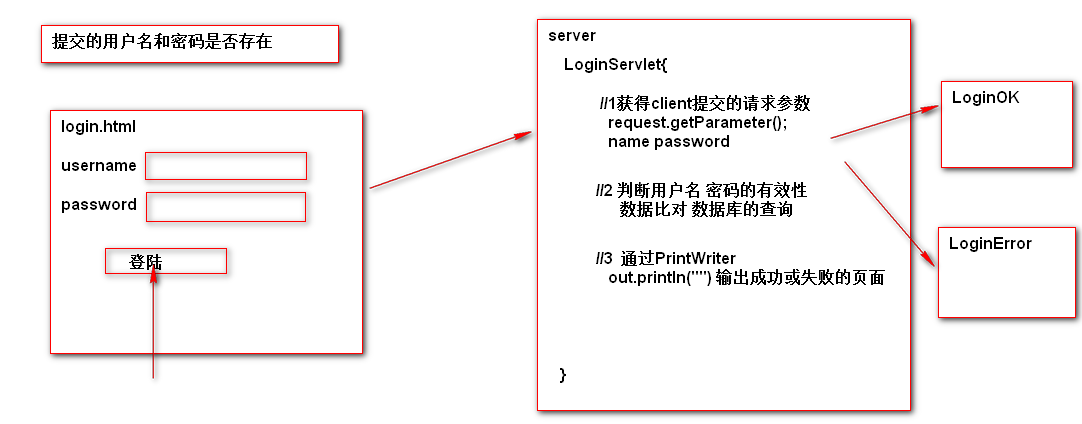 提交的用户名和密码是否存在
login.html
username
password
登陆
server
LoginServlet{
//1获得client提交的请求参数
request.getParameter();
name password
//2 判断用户名 密码的有效性
数据比对 数据库的查询
//3 通过PrintWriter
out.println("") 输出成功或失败的页面
}
LoginOK
LoginError